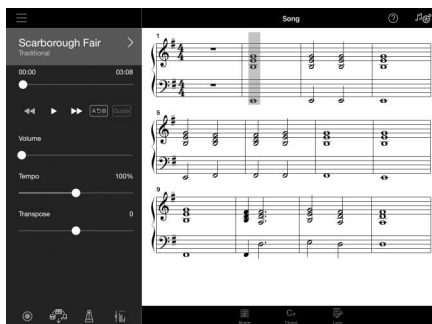 Song
Scarborough Fair
Traditional
00:00
03:08
A B
Guide
Volume
Tempo
100%
Transpose
0
1
5
9
Score
Chord
Lyric